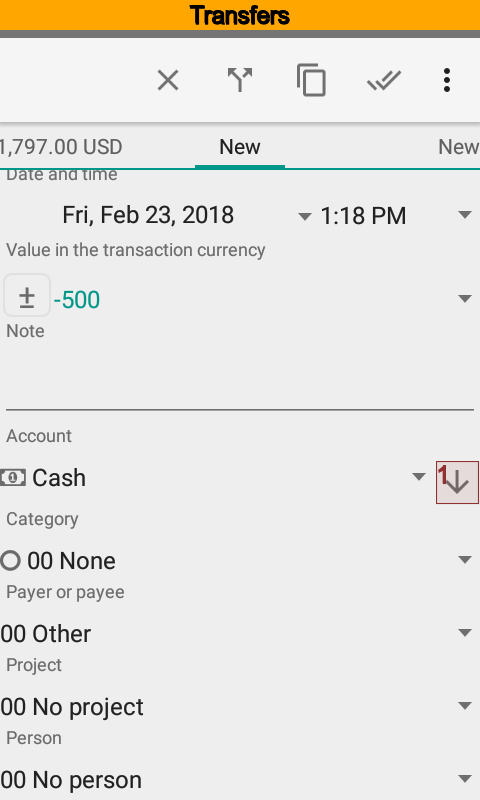 Transfers
1,797.00 USD New New
Date and time
Fri, Feb 23, 2018 1:18 PM
Value in the transaction currency
± -500
Note
Account
Cash 1
Category
00 None
Payer or payee
00 Other
Project
00 No project
Person
00 No person